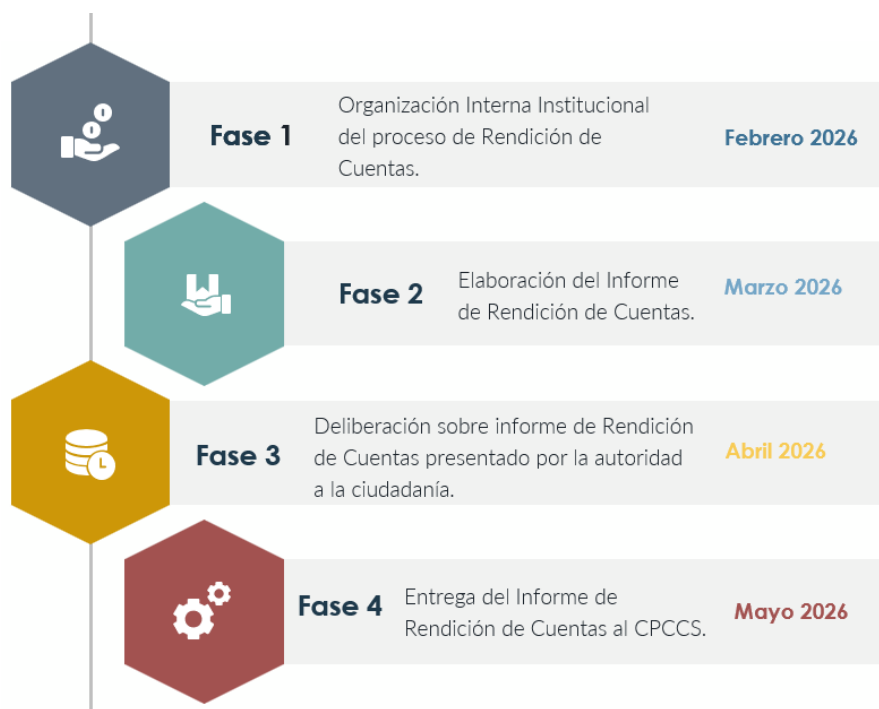 Fase 1
Organización Interna Institucional
del proceso de Rendición de
Cuentas.
Febrero 2026
Fase 2
Elaboración del Informe
de Rendición de Cuentas.
Marzo 2026
Fase 3
Deliberación sobre informe de Rendición
de Cuentas presentado por la autoridad
a la ciudadanía.
Abril 2026
Fase 4
Entrega del Informe de
Rendición de Cuentas al CPCCS.
Mayo 2026